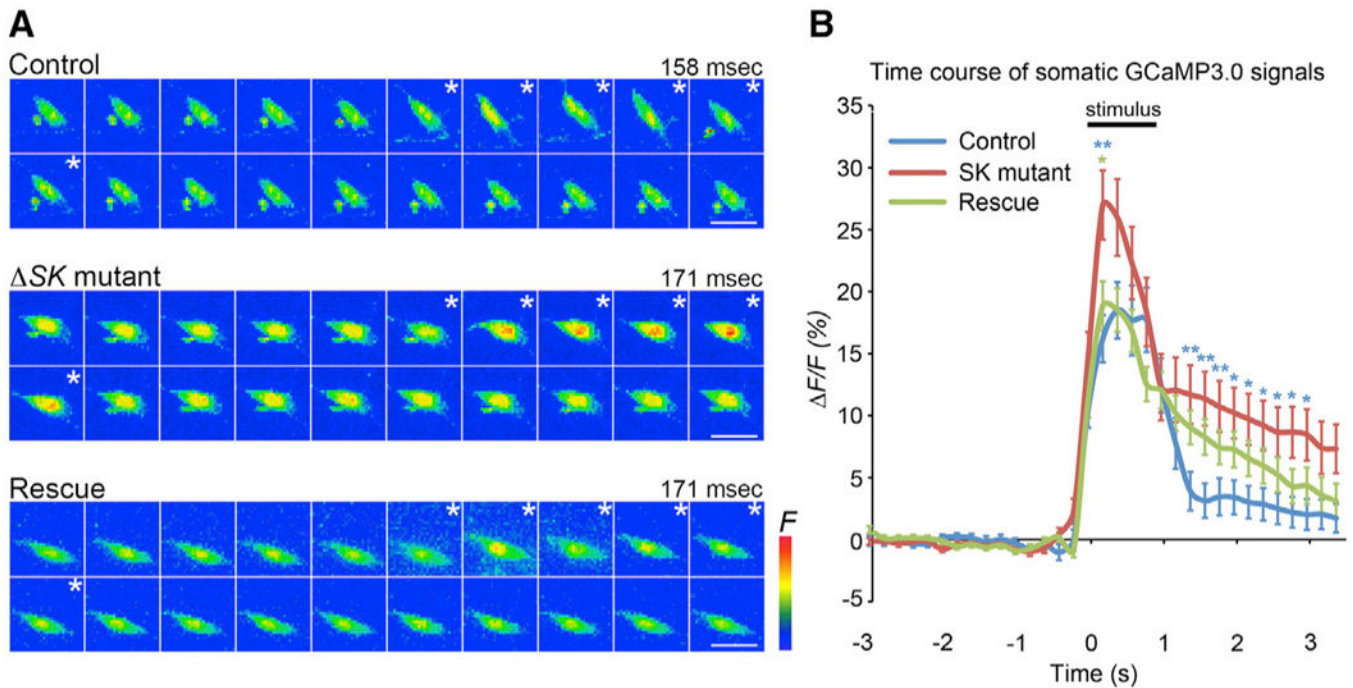 A
Control
158 msec
* * * * *
*
ΔSK mutant
171 msec
* * * * *
*
Rescue
171 msec
* * * * *
*
F
B
Time course of somatic GCaMP3.0 signals
stimulus
Control
SK mutant
Rescue
**
*
** ** ** * * * * * *
ΔF/F (%)
35
30
25
20
15
10
5
0
-5
-3 -2 -1 0 1 2 3
Time (s)